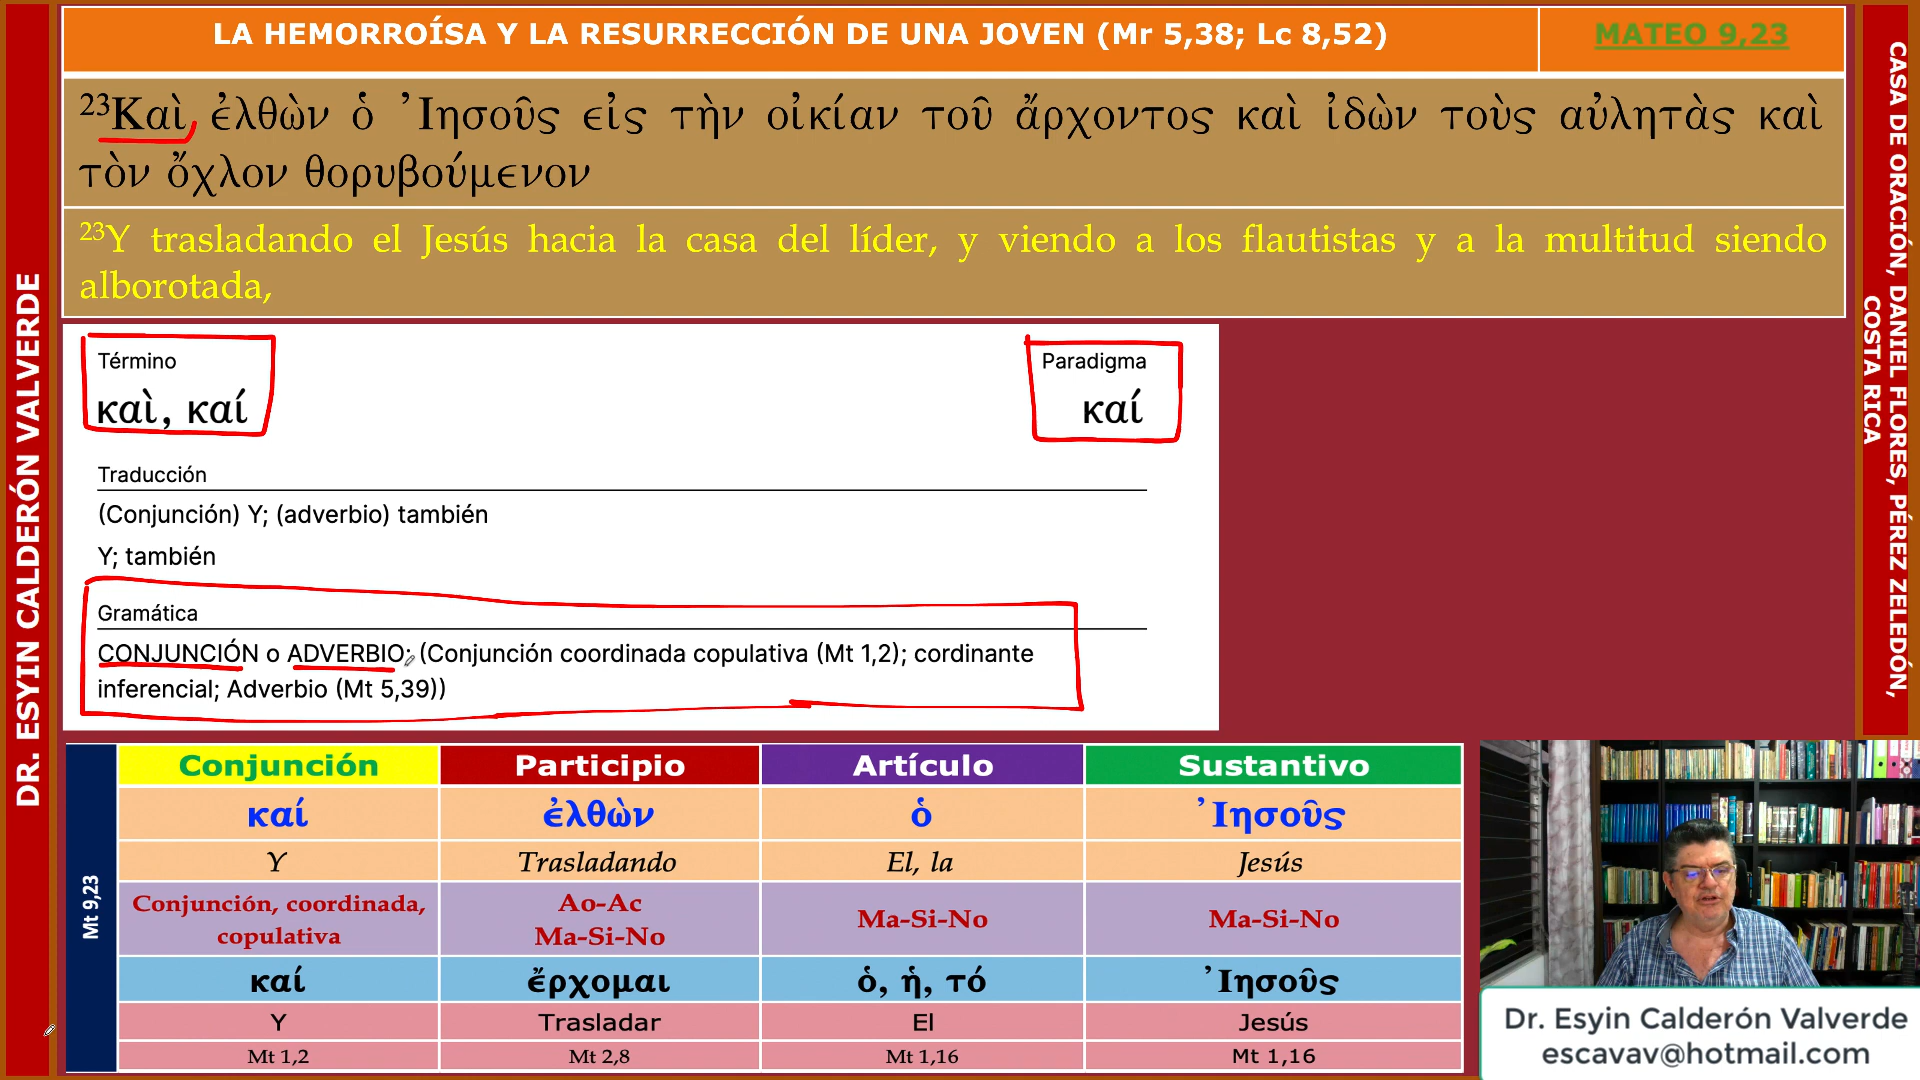 LA HEMORROÍSA Y LA RESURRECCIÓN DE UNA JOVEN (Mr 5,38; Lc 8,52)
MATEO 9,23
²³Καὶ ἐλθὼν ὁ Ἰησοῦς εἰς τὴν οἰκίαν τοῦ ἄρχοντος καὶ ἰδὼν τοὺς αὐλητὰς καὶ
τὸν ὄχλον θορυβούμενον
²³Y trasladando el Jesús hacia la casa del líder, y viendo a los flautistas y a la multitud siendo
alborotada,
Término
καὶ, καί
Paradigma
καί
Traducción
(Conjunción) Y; (adverbio) también
Y; también
Gramática
CONJUNCIÓN o ADVERBIO; (Conjunción coordinada copulativa (Mt 1,2); cordinante
inferencial; Adverbio (Mt 5,39))
Mt 9,23
Conjunción Participio Artículo Sustantivo
καί ἐλθὼν ὁ Ἰησοῦς
Y Trasladando El, la Jesús
Conjunción, coordinada,
copulativa
Ao-Ac
Ma-Si-No
Ma-Si-No
Ma-Si-No
καί ἔρχομαι ὁ, ἡ, τό Ἰησοῦς
Y Trasladar El Jesús
Mt 1,2 Mt 2,8 Mt 1,16 Mt 1,16
DR. ESYIN CALDERÓN VALVERDE
CASA DE ORACIÓN, DANIEL FLORES, PÉREZ ZELEDÓN,
COSTA RICA
Dr. Esyin Calderón Valverde
escavav@hotmail.com